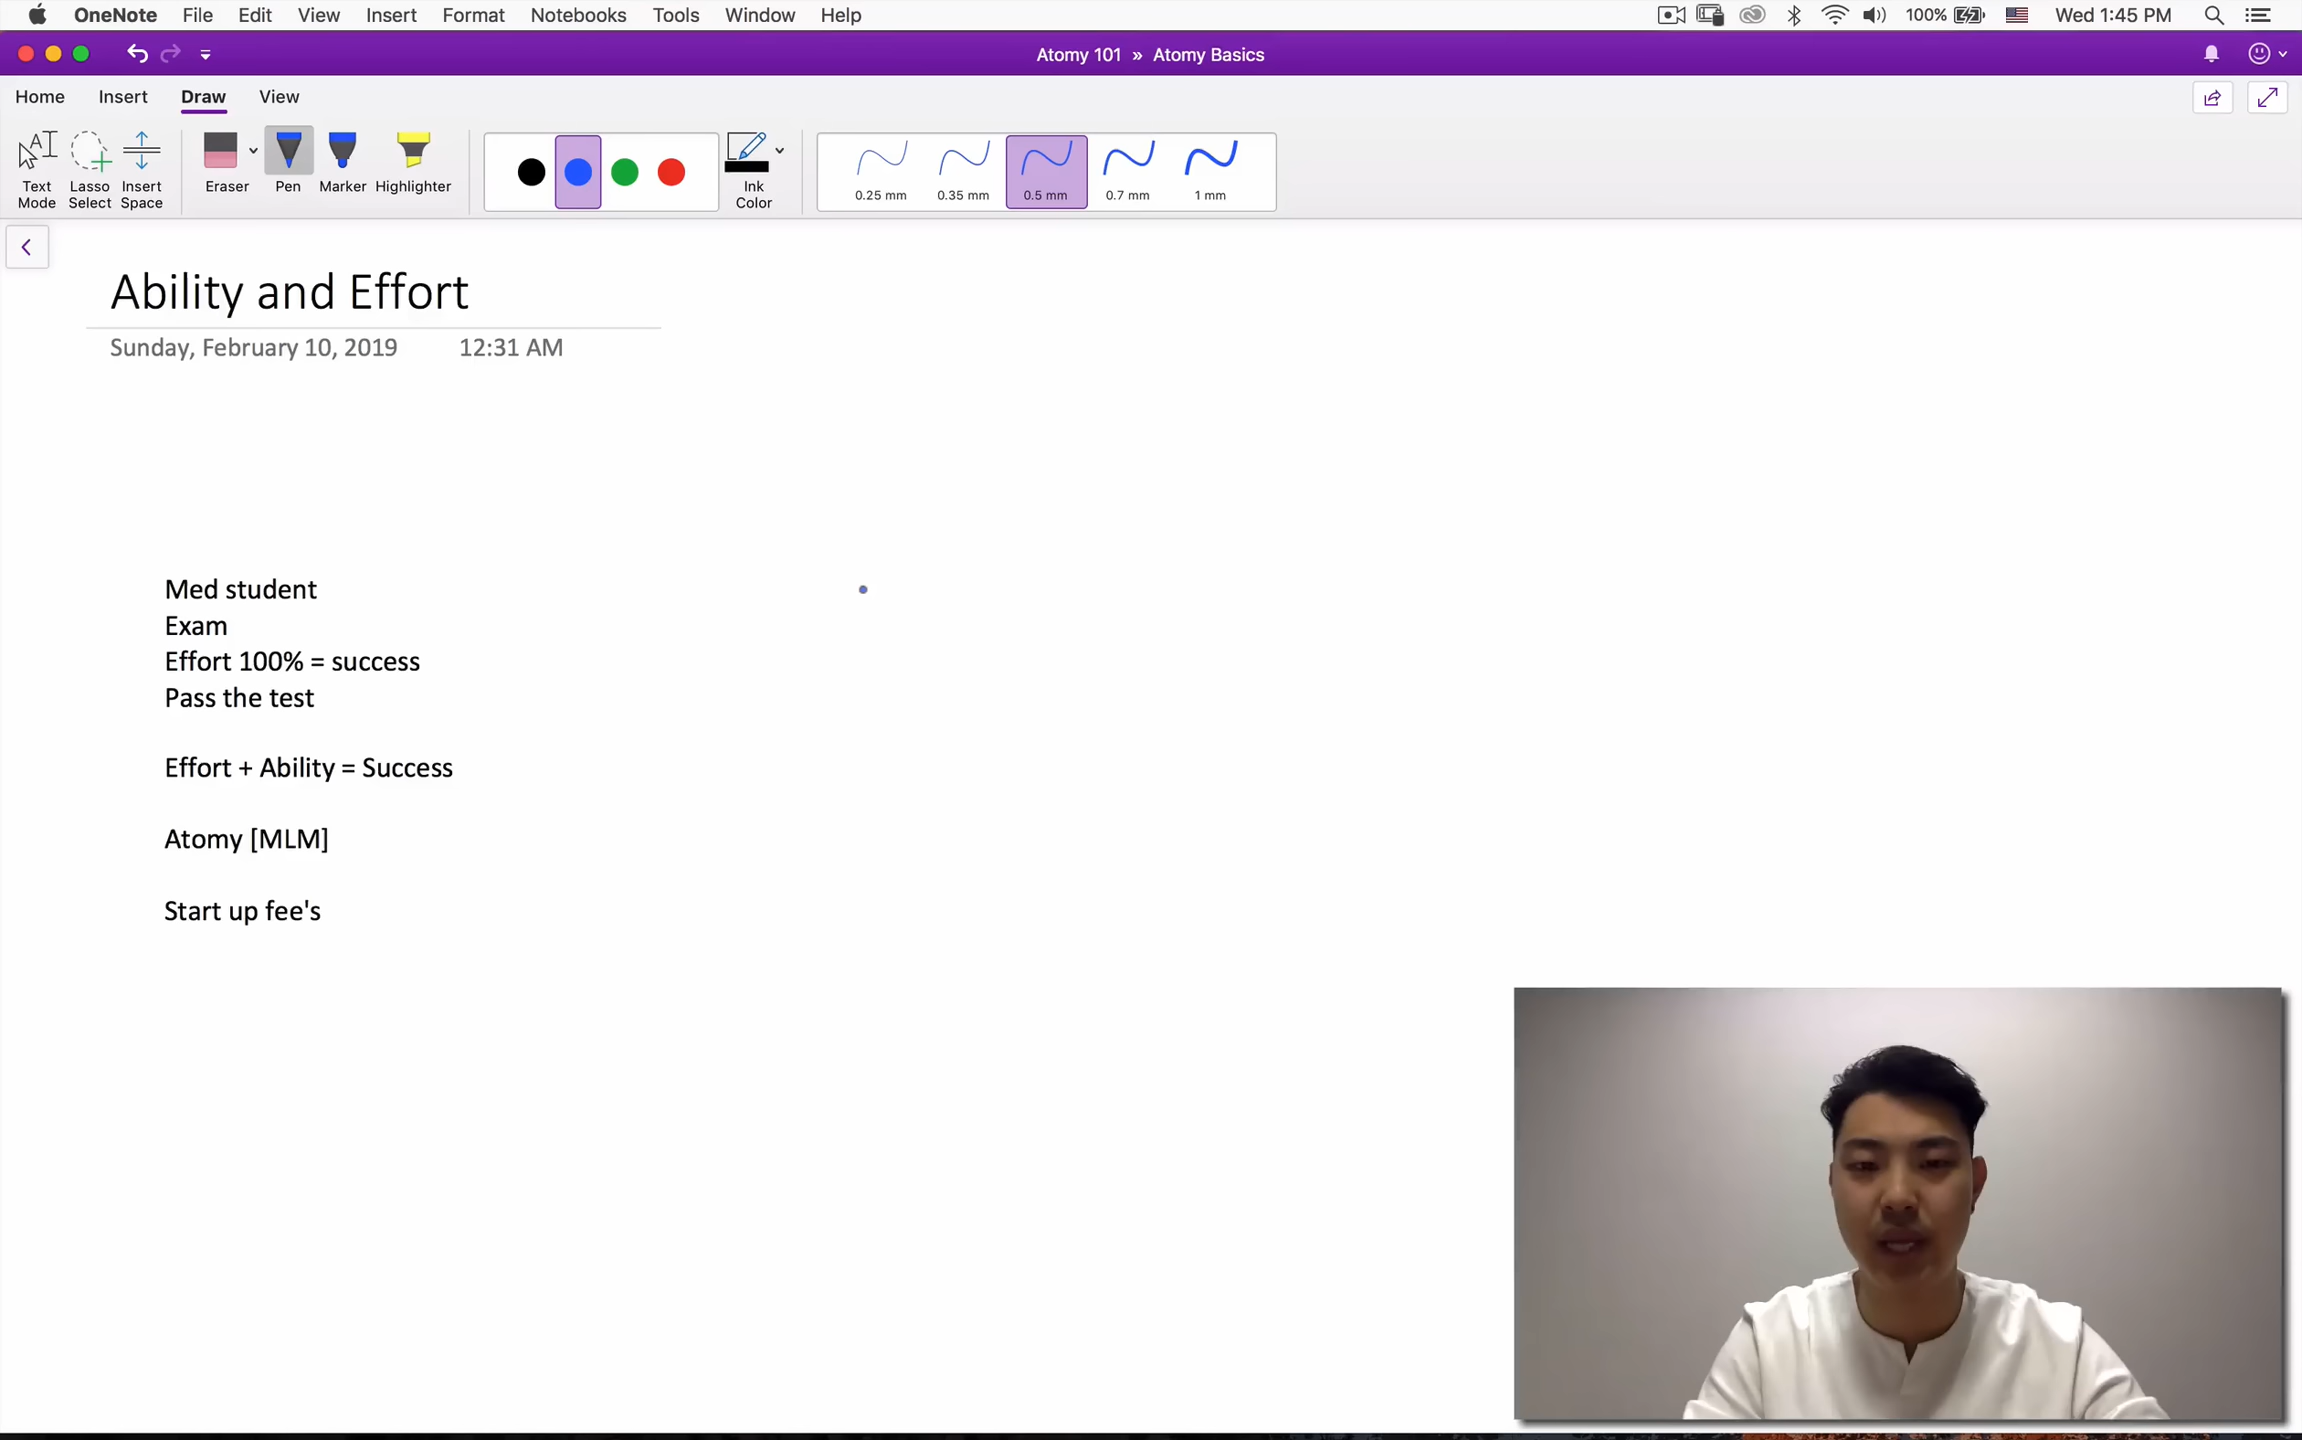 OneNote File Edit View Insert Format Notebooks Tools Window Help 100% Wed 1:45 PM
Atomy 101 » Atomy Basics
Home Insert Draw View
Text Mode Lasso Select Insert Space Eraser Pen Marker Highlighter Ink Color 0.25 mm 0.35 mm 0.5 mm 0.7 mm 1 mm
Ability and Effort
Sunday, February 10, 2019 12:31 AM
Med student
Exam
Effort 100% = success
Pass the test
Effort + Ability = Success
Atomy [MLM]
Start up fee's